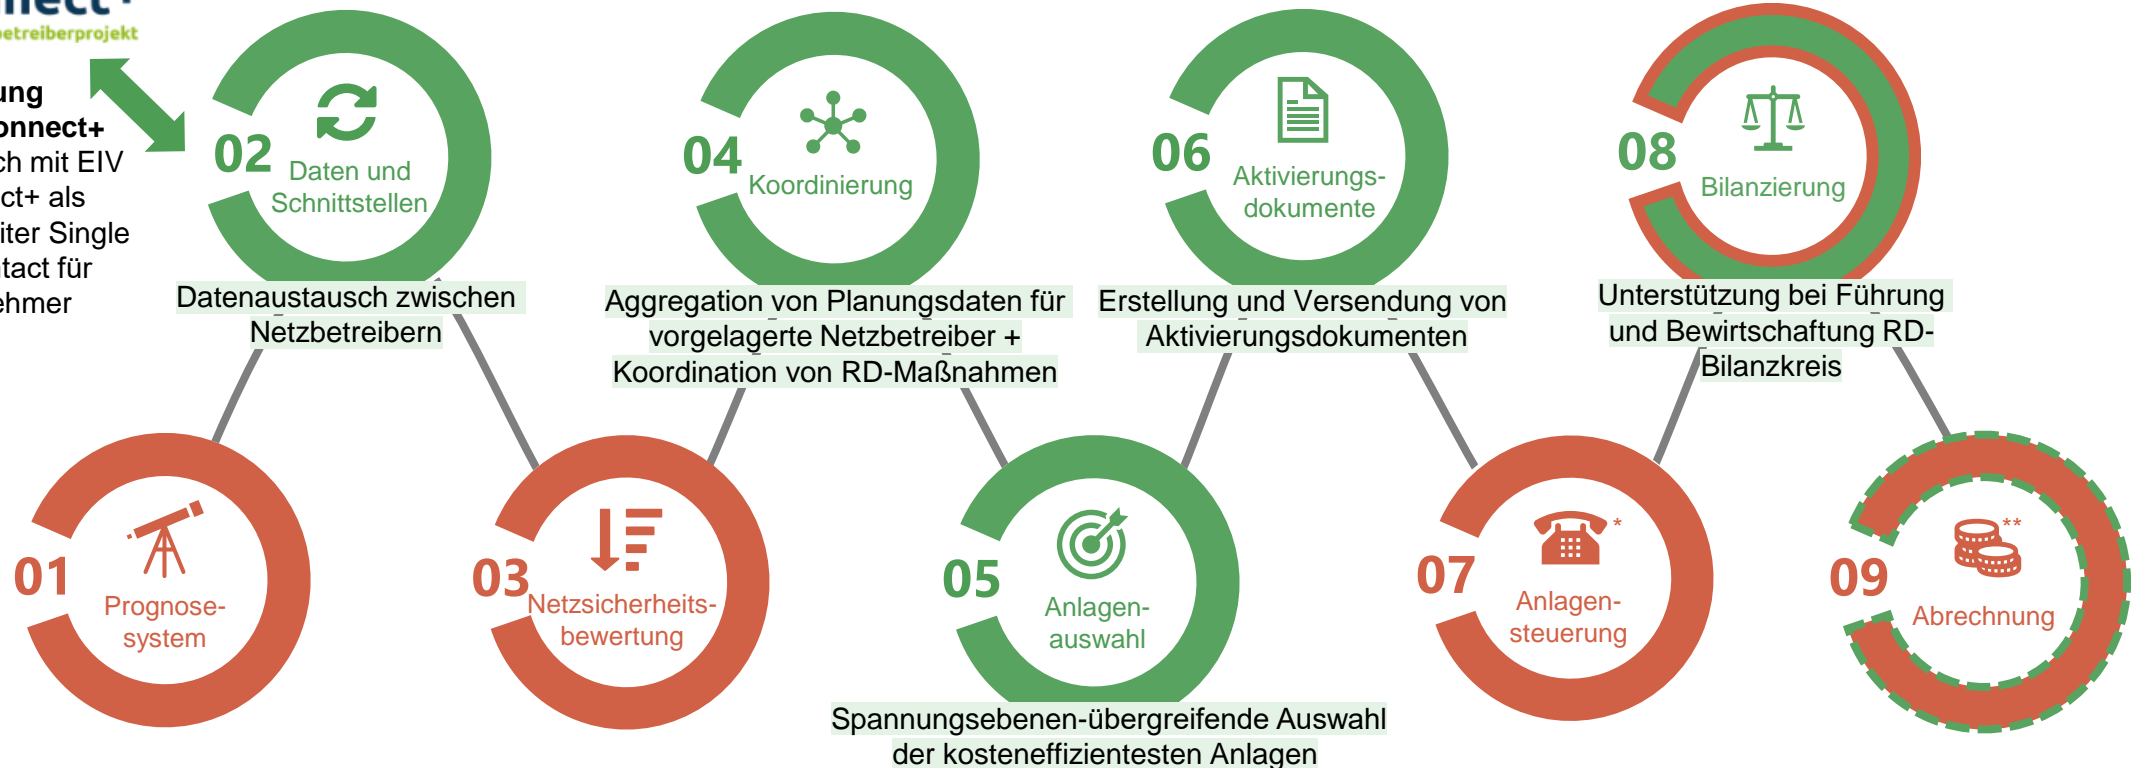 betreiberprojekt
ung
onnect+
ch mit EIV
ct+ als
iter Single
ntact für
ehmer
02
Daten und
Schnittstellen
Datenaustausch zwischen
Netzbetreibern
04
Koordinierung
Aggregation von Planungsdaten für
vorgelagerte Netzbetreiber +
Koordination von RD-Maßnahmen
06
Aktivierungs-
dokumente
Erstellung und Versendung von
Aktivierungsdokumenten
08
Bilanzierung
Unterstützung bei Führung
und Bewirtschaftung RD-
Bilanzkreis
01
Prognose-
system
03
Netzsicherheits-
bewertung
05
Anlagen-
auswahl
Spannungsebenen-übergreifende Auswahl
der kosteneffizientesten Anlagen
07
*
Anlagen-
steuerung
09
**
Abrechnung